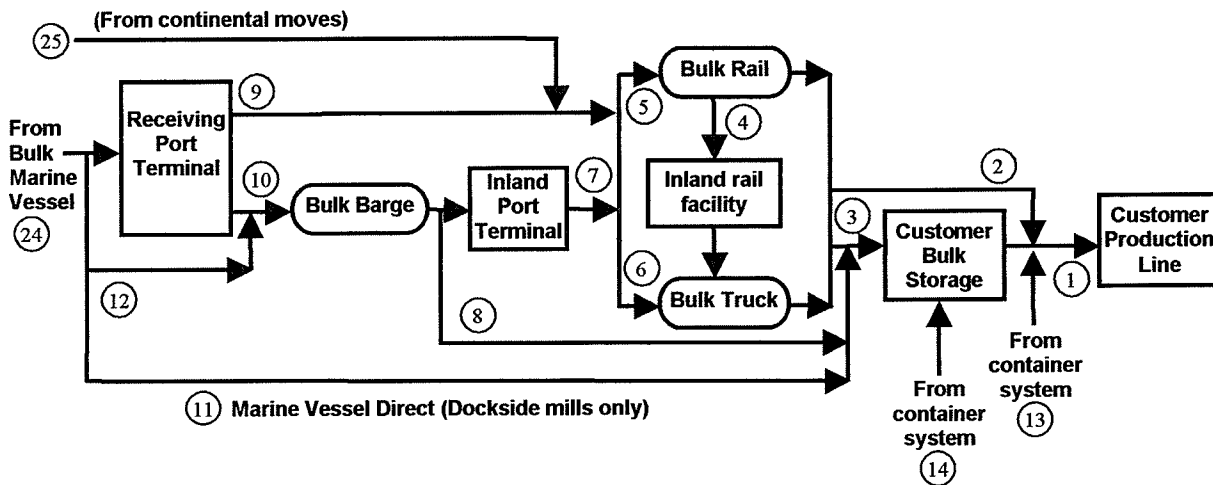 (From continental moves)
25
Bulk Rail
9
5
4
Receiving
Port
Terminal
From
Bulk
Marine
Vessel
24
10
Bulk Barge
Inland
Port
Terminal
7
Inland rail
facility
2
3
Customer
Bulk
Storage
Customer
Production
Line
1
6
Bulk Truck
12
8
11 Marine Vessel Direct (Dockside mills only)
From
container
system
14
From
container
system
13